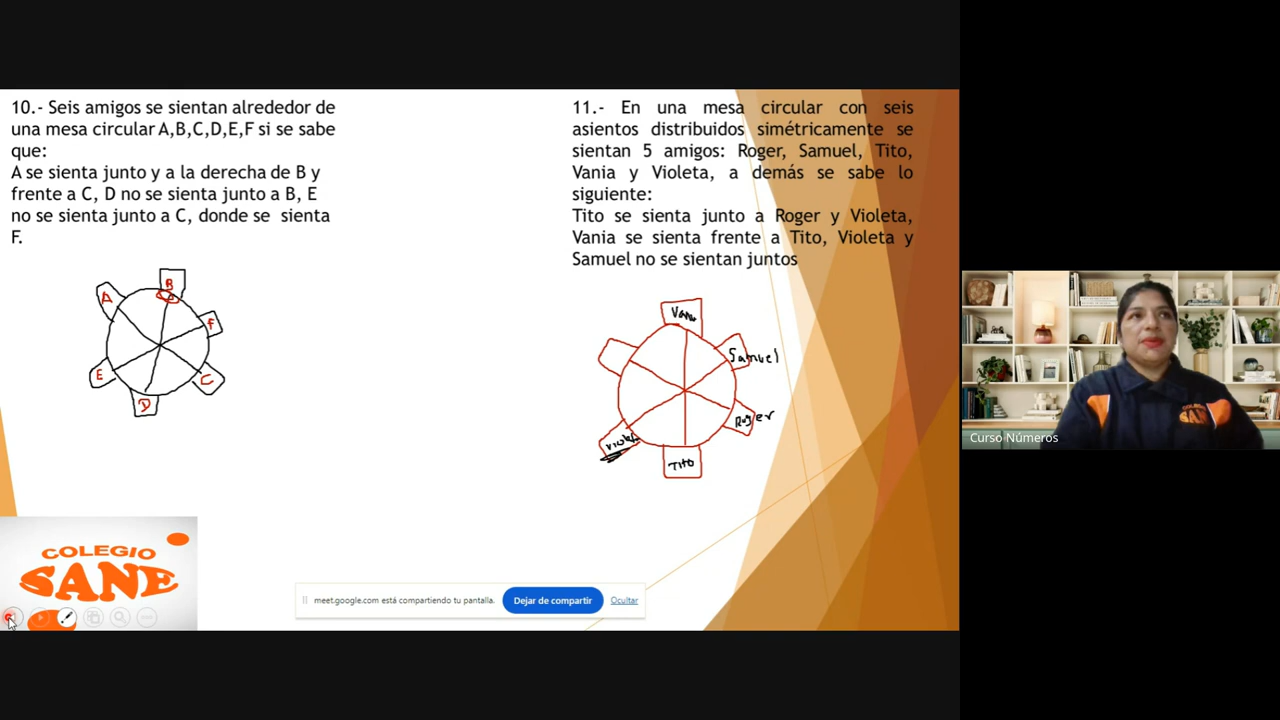 10.- Seis amigos se sientan alrededor de
una mesa circular A,B,C,D,E,F si se sabe
que:
A se sienta junto y a la derecha de B y
frente a C, D no se sienta junto a B, E
no se sienta junto a C, donde se sienta
F.
B
A
F
E
C
D
11.- En una mesa circular con seis
asientos distribuidos simétricamente se
sientan 5 amigos: Roger, Samuel, Tito,
Vania y Violeta, a demás se sabe lo
siguiente:
Tito se sienta junto a Roger y Violeta,
Vania se sienta frente a Tito, Violeta y
Samuel no se sientan juntos
Samuel
Roger
Tito
COLEGIO
SANE
meet.google.com está compartiendo tu pantalla.
Dejar de compartir
Ocultar
COLEGIO
Curso Números